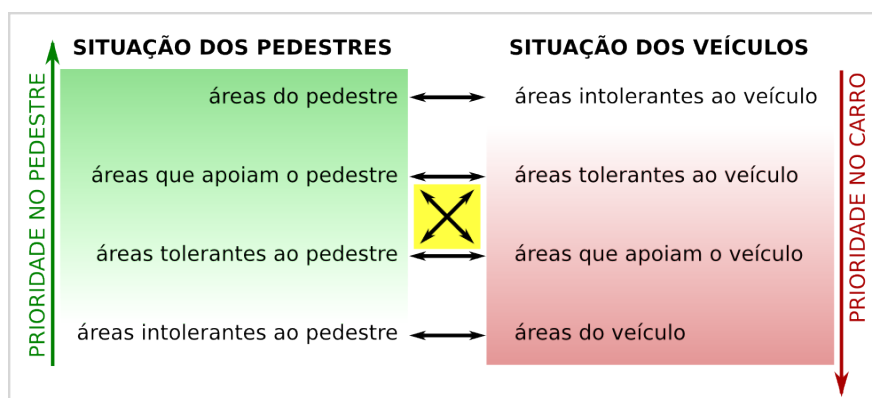 SITUAÇÃO DOS PEDESTRES
SITUAÇÃO DOS VEÍCULOS
PRIORIDADE NO PEDESTRE
áreas do pedestre
áreas intolerantes ao veículo
áreas que apoiam o pedestre
áreas tolerantes ao veículo
áreas tolerantes ao pedestre
áreas que apoiam o veículo
áreas intolerantes ao pedestre
áreas do veículo
PRIORIDADE NO CARRO